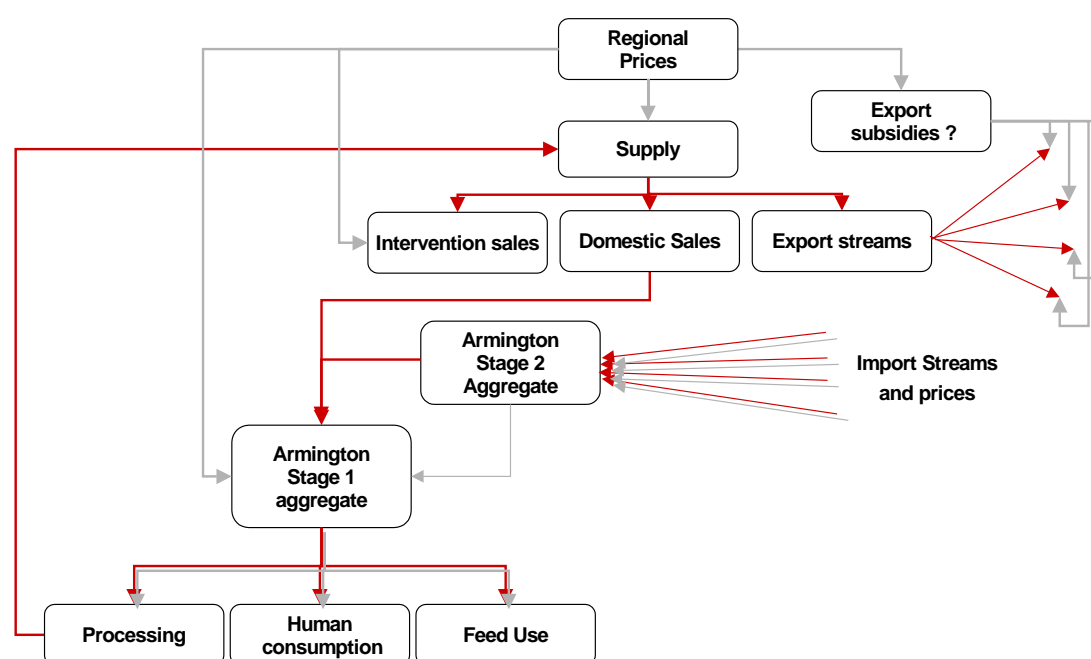 Regional
Prices
Export
subsidies ?
Supply
Intervention sales
Domestic Sales
Export streams
Armington
Stage 2
Aggregate
Import Streams
and prices
Armington
Stage 1
aggregate
Processing
Human
consumption
Feed Use